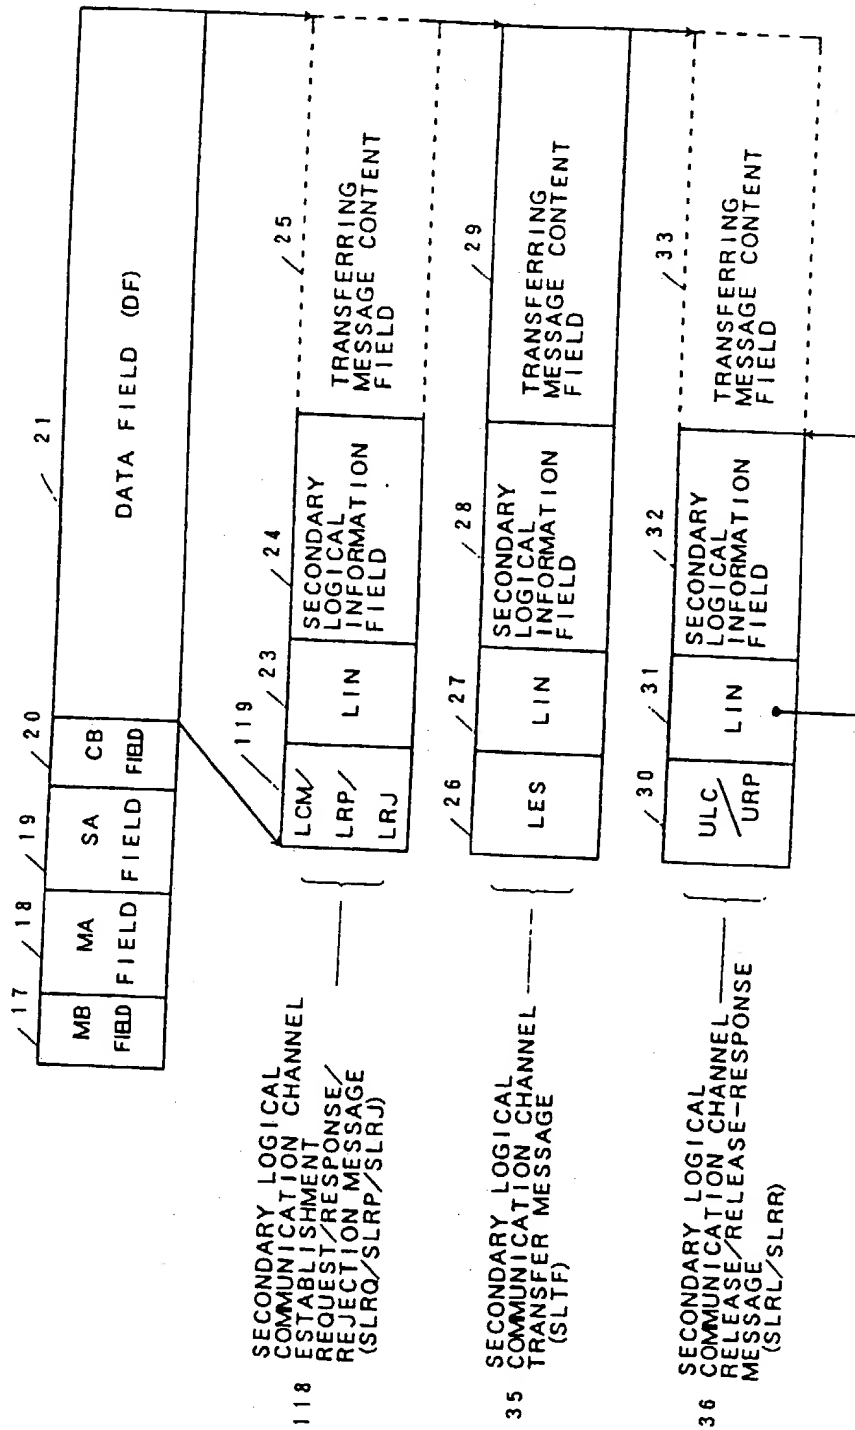 17
18
19
20
21
MB
FIELD
MA
FIELD
SA
FIELD
CB
FIELD
DATA FIELD (DF)
118
SECONDARY LOGICAL
COMMUNICATION CHANNEL
ESTABLISHMENT
REQUEST/RESPONSE/
REJECTION MESSAGE
(SLRQ/SLRP/SLRJ)
119
23
24
25
LCM/
LRP/
LRJ
LIN
SECONDARY
LOGICAL
INFORMATION
FIELD
TRANSFERRING
MESSAGE CONTENT
FIELD
35
SECONDARY LOGICAL
COMMUNICATION CHANNEL
TRANSFER MESSAGE
(SLTF)
26
27
28
29
LES
LIN
SECONDARY
LOGICAL
INFORMATION
FIELD
TRANSFERRING
MESSAGE CONTENT
FIELD
36
SECONDARY LOGICAL
COMMUNICATION CHANNEL
RELEASE/RELEASE-RESPONSE
MESSAGE
(SLRL/SLRR)
30
31
32
33
ULC/
URP
LIN
SECONDARY
LOGICAL
INFORMATION
FIELD
TRANSFERRING
MESSAGE CONTENT
FIELD